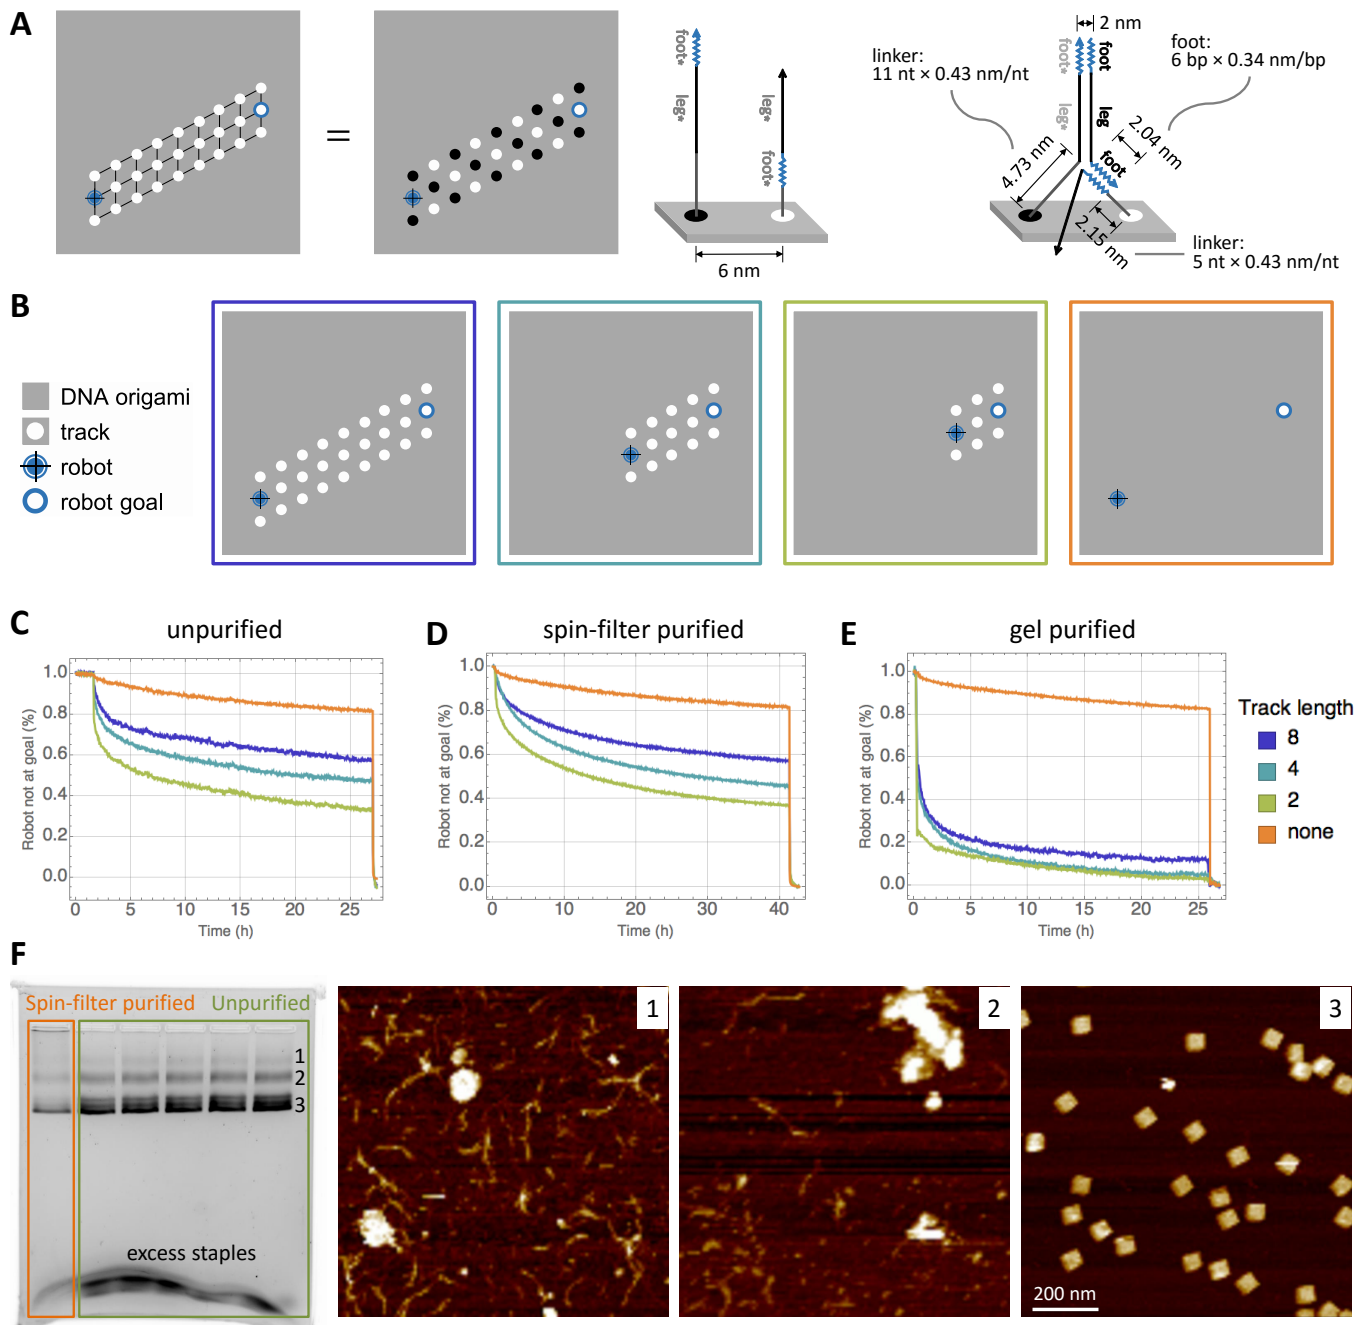 A
=
foot*
leg*
leg*
foot*
6 nm
linker:
11 nt × 0.43 nm/nt
2 nm
foot*
foot
leg*
leg
foot
foot:
6 bp × 0.34 nm/bp
2.04 nm
4.73 nm
2.15 nm
linker:
5 nt × 0.43 nm/nt
B
DNA origami
track
robot
robot goal
C
unpurified
Robot not at goal (%)
1.0
0.8
0.6
0.4
0.2
0.0
0
5
10
15
20
25
Time (h)
D
spin-filter purified
Robot not at goal (%)
1.0
0.8
0.6
0.4
0.2
0.0
0
10
20
30
40
Time (h)
E
gel purified
Robot not at goal (%)
1.0
0.8
0.6
0.4
0.2
0.0
0
5
10
15
20
25
Time (h)
Track length
8
4
2
none
F
Spin-filter purified
Unpurified
1
2
3
excess staples
1
2
3
200 nm